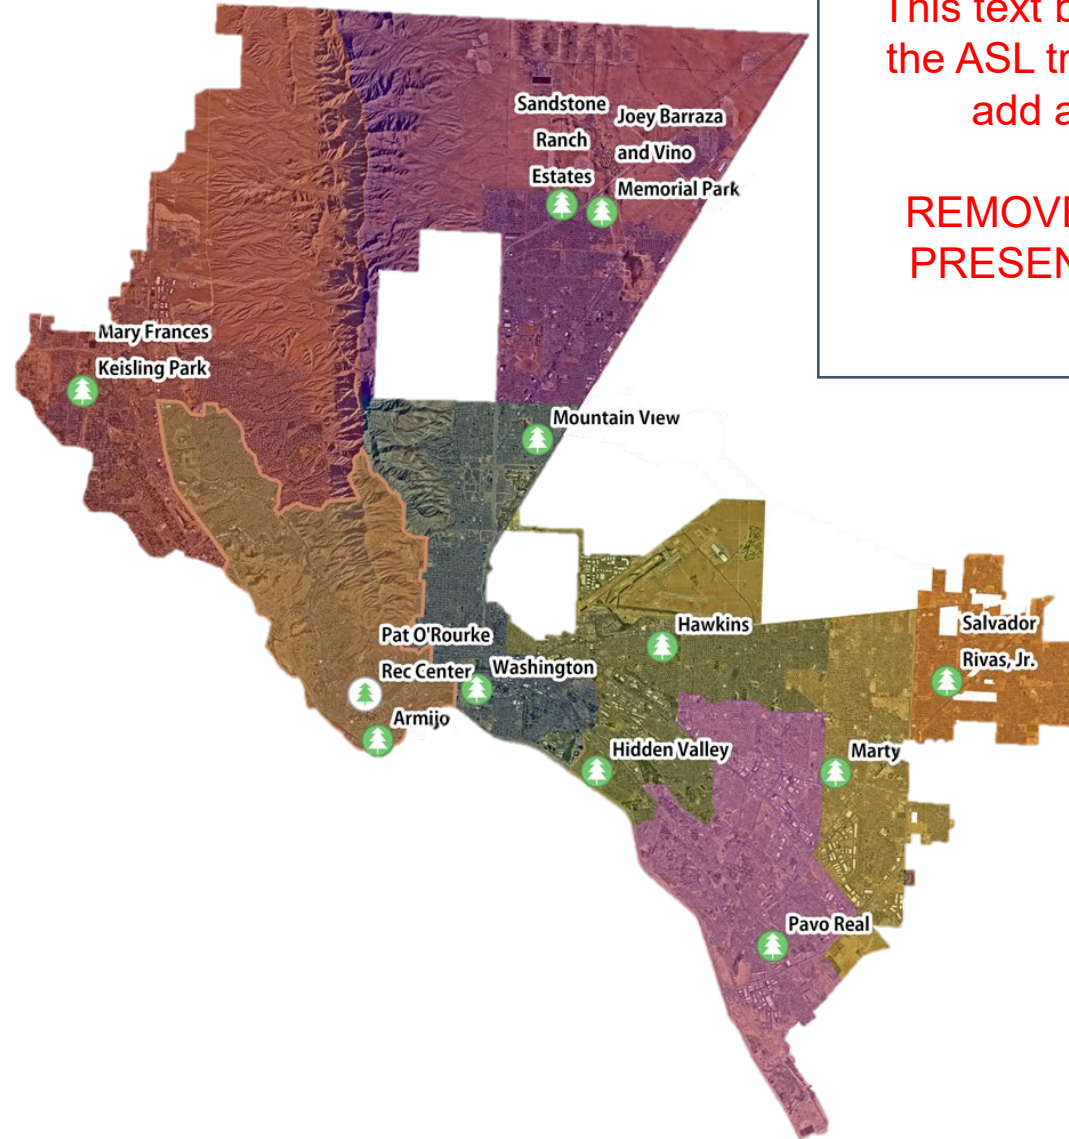 This text b
the ASL tr
add a
REMOVE
PRESEN
Sandstone
Ranch
Estates
Joey Barraza
and Vino
Memorial Park
Mary Frances
Keisling Park
Mountain View
Hawkins
Salvador
Rivas, Jr.
Pat O'Rourke
Rec Center
Washington
Armijo
Hidden Valley
Marty
Pavo Real